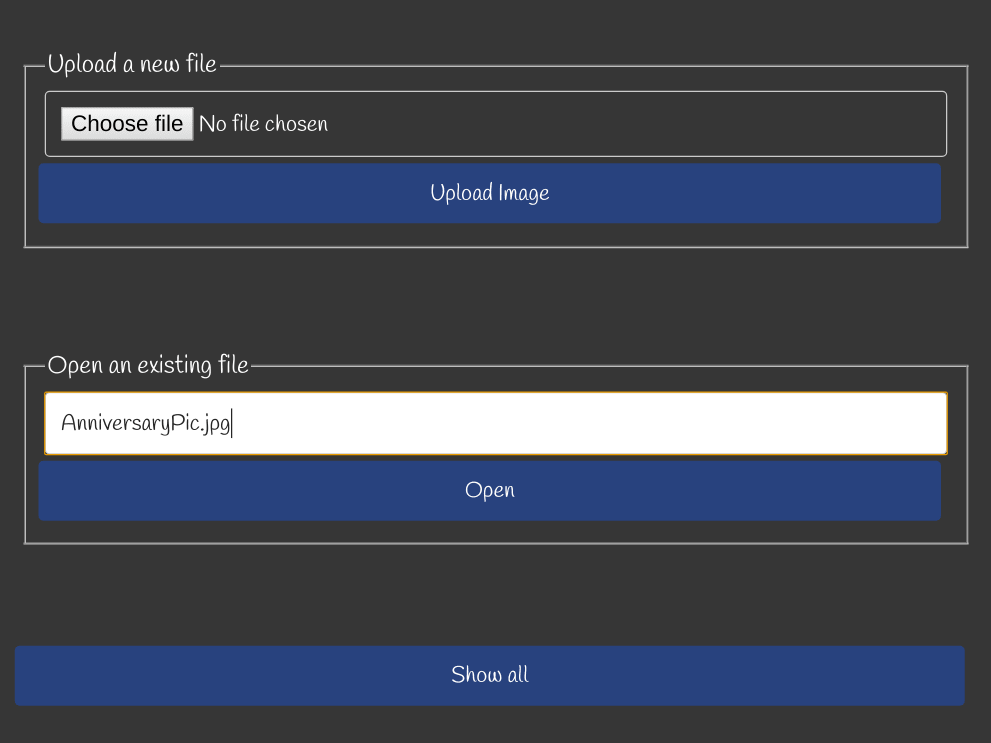 Upload a new file
Choose file No file chosen
Upload Image
Open an existing file
AnniversaryPic.jpg
Open
Show all